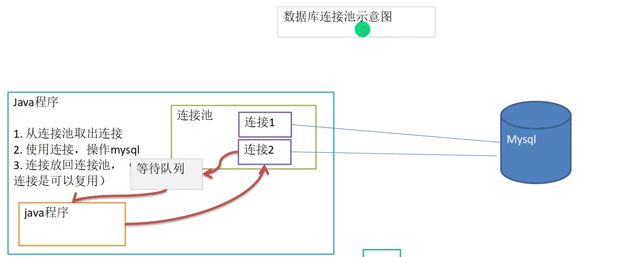 数据库连接池示意图
Java程序
1. 从连接池取出连接
2. 使用连接，操作mysql
3. 连接放回连接池，（
连接是可以复用）
连接池
连接1
连接2
等待队列
java程序
Mysql